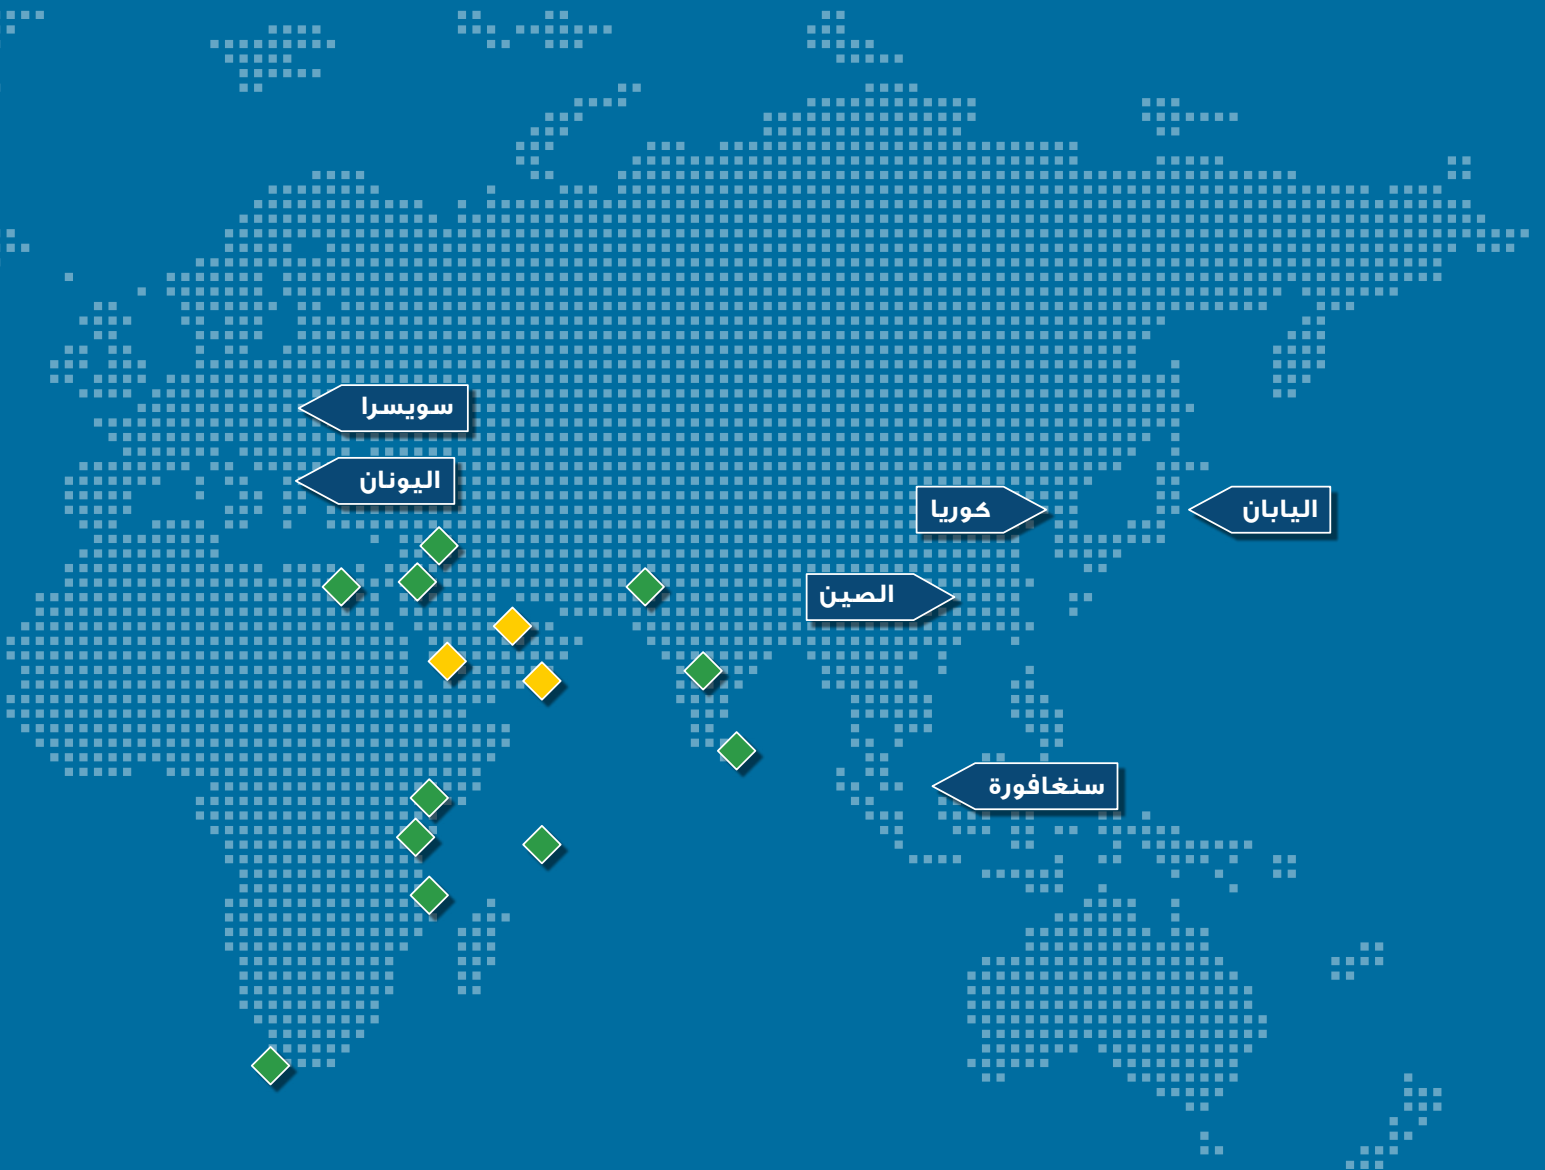 سويسرا
اليونان
كوريا
اليابان
الصين
سنغافورة